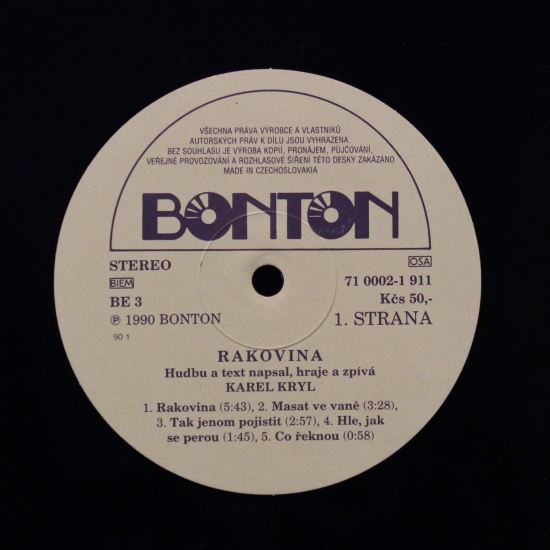 VŠECHNA PRÁVA VÝROBCE A VLASTNÍKŮ
AUTORSKÝCH PRÁV K DÍLU JSOU VYHRAZENA.
BEZ SOUHLASU JE VÝROBA KOPIÍ, PRONÁJEM, PŮJČOVÁNÍ,
VEŘEJNÉ PROVOZOVÁNÍ A ROZHLASOVÉ ŠÍŘENÍ TÉTO DESKY ZAKÁZÁNO
MADE IN CZECHOSLOVAKIA
BONTON
STEREO OSA
BIEM 71 0002-1 911
BE 3 Kčs 50,-
℗ 1990 BONTON 1. STRANA
90 1
RAKOVINA
Hudbu a text napsal, hraje a zpívá
KAREL KRYL
1. Rakovina (5:43), 2. Masat ve vaně (3:28),
3. Tak jenom pojistit (2:57), 4. Hle, jak
se perou (1:45), 5. Co řeknou (0:58)